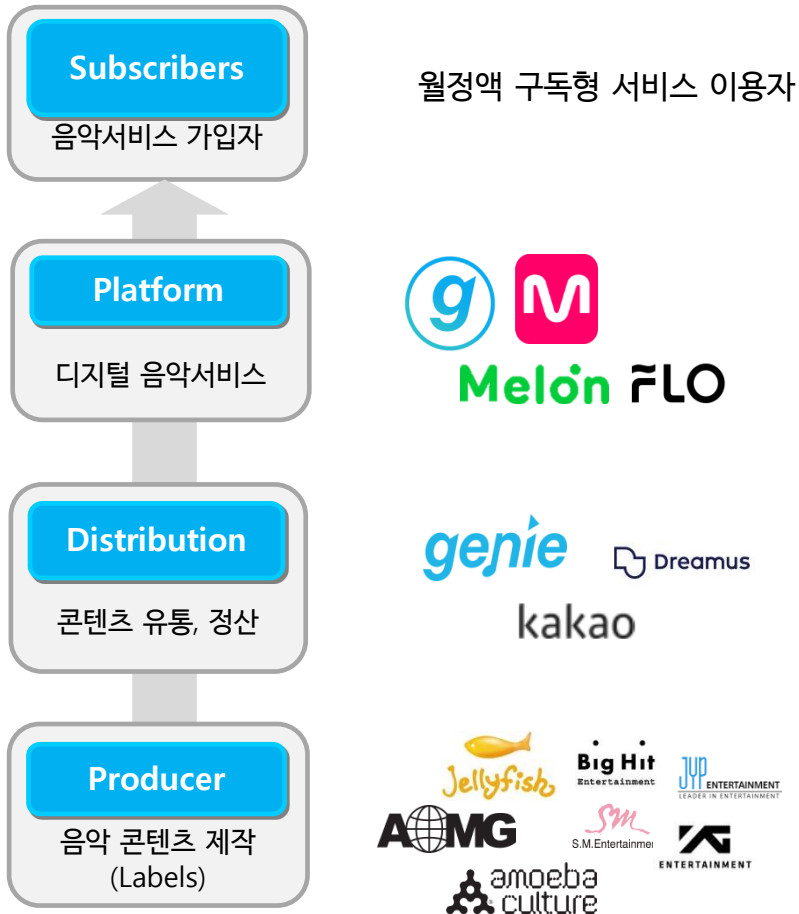 Subscribers
음악서비스 가입자
월정액 구독형 서비스 이용자
Platform
디지털 음악서비스
g
M
Melon FLO
Distribution
콘텐츠 유통, 정산
genie
Dreamus
kakao
Producer
음악 콘텐츠 제작
(Labels)
Jellyfish
Big Hit
Entertainment
JYP ENTERTAINMENT
LEADER IN ENTERTAINMENT
AOMG
SM
S.M.Entertainmen
YG
ENTERTAINMENT
amoeba
culture